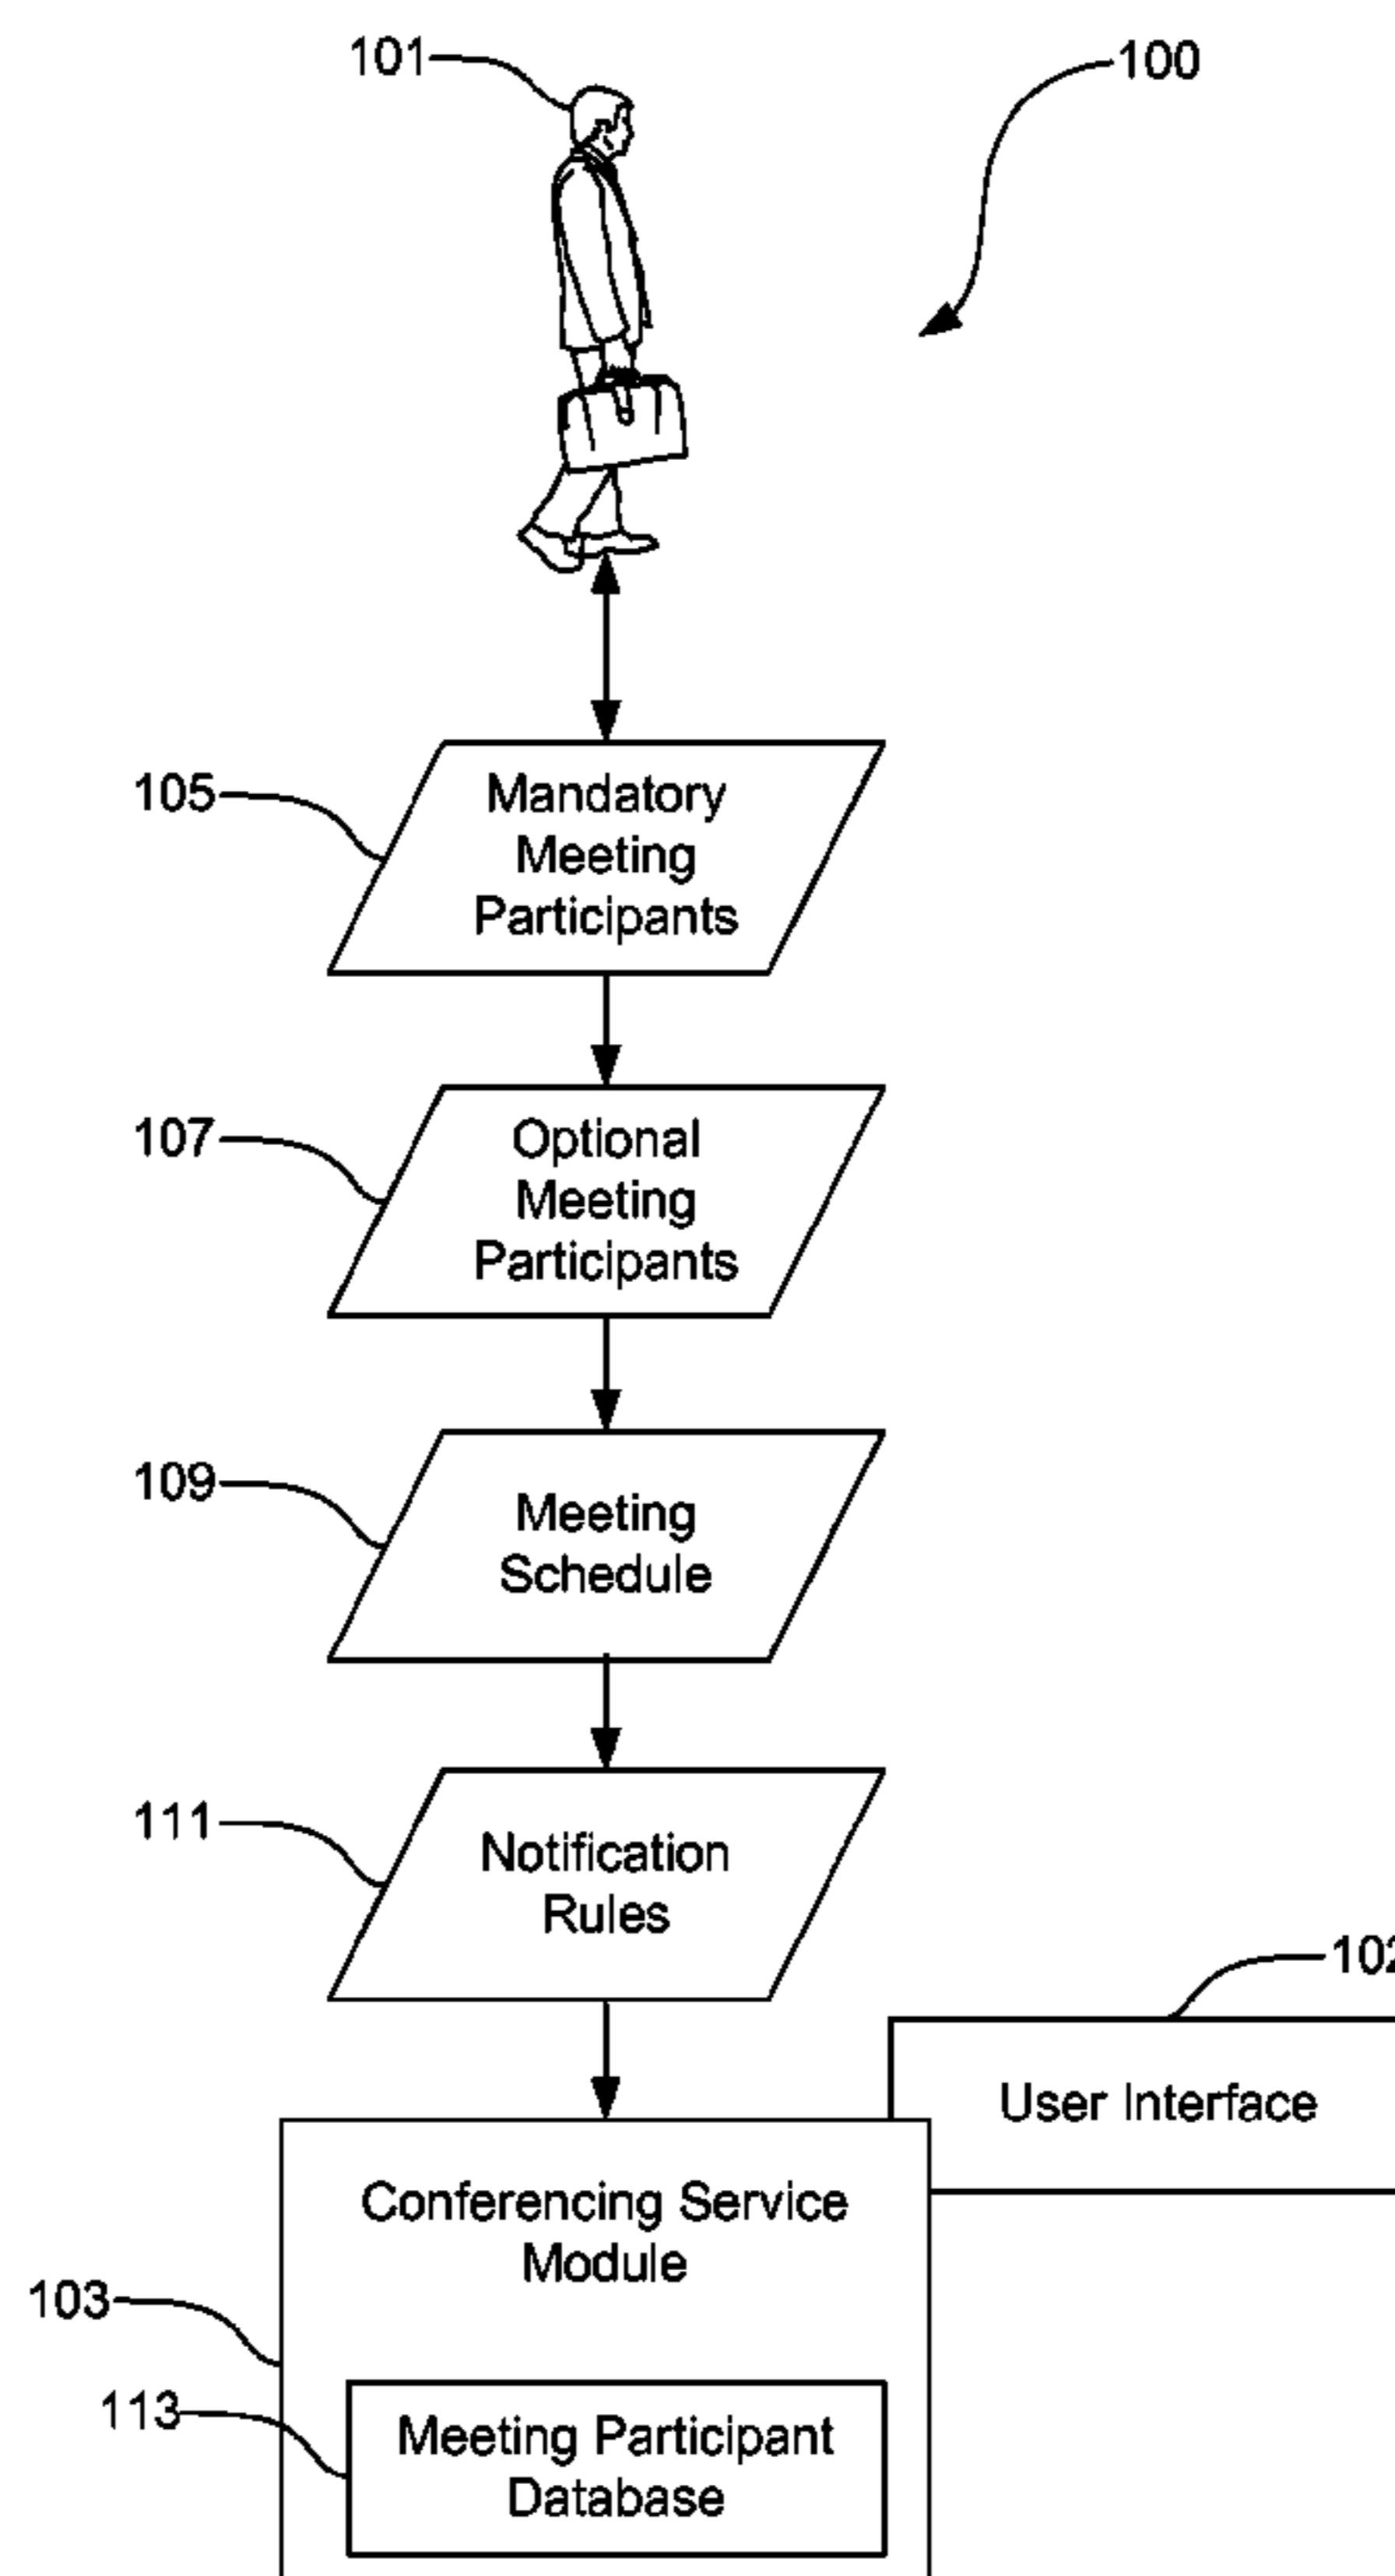 101
100
105
Mandatory
Meeting
Participants
107
Optional
Meeting
Participants
109
Meeting
Schedule
111
Notification
Rules
102
User Interface
Conferencing Service
Module
103
113
Meeting Participant
Database